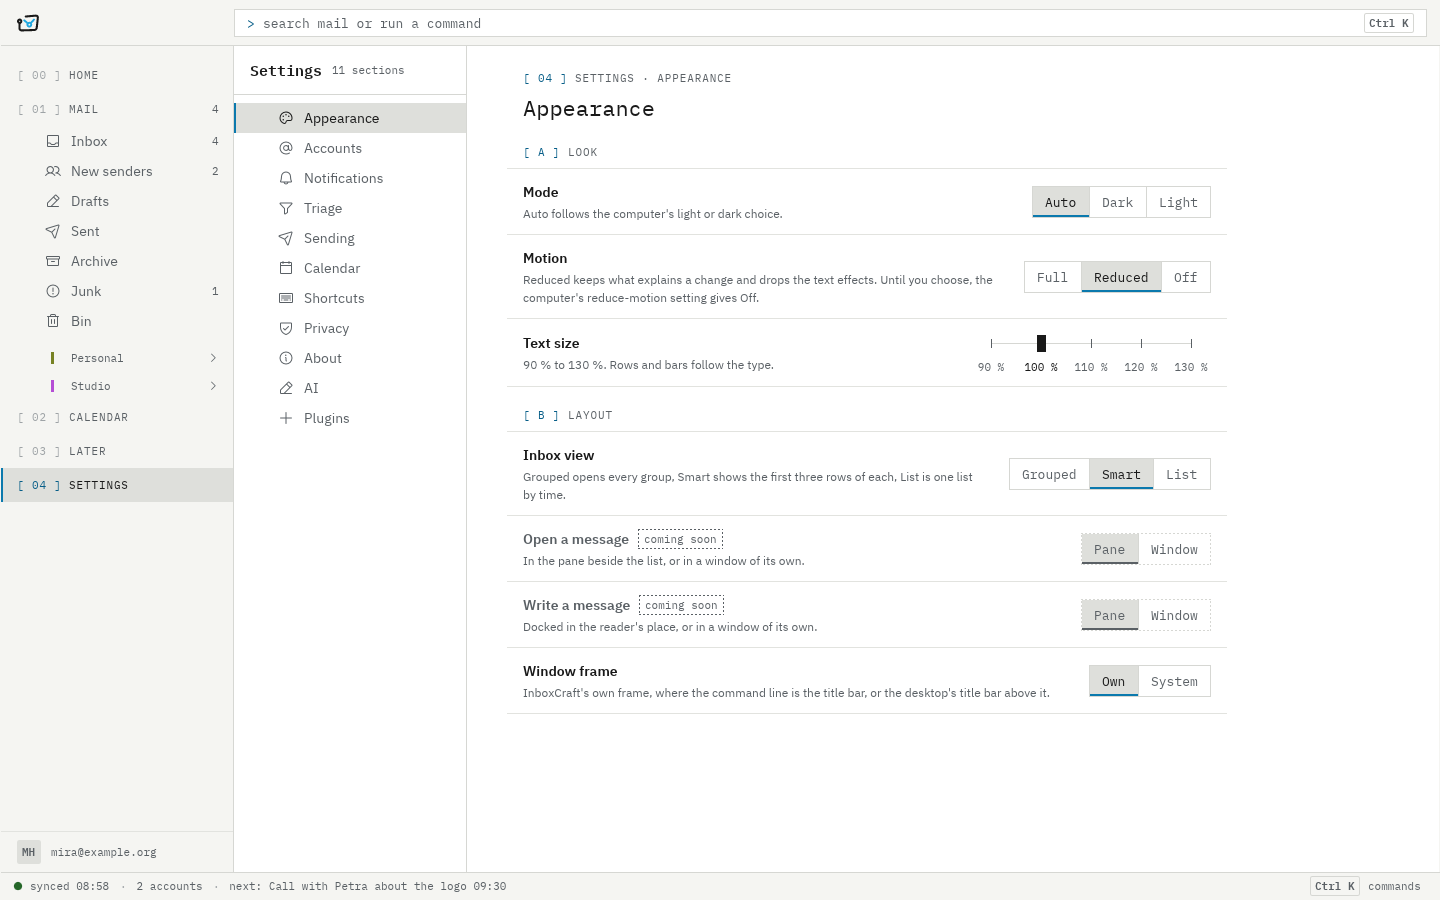 > search mail or run a command
Ctrl K
[ 00 ] HOME
[ 01 ] MAIL 4
Inbox 4
New senders 2
Drafts
Sent
Archive
Junk 1
Bin
Personal
Studio
[ 02 ] CALENDAR
[ 03 ] LATER
[ 04 ] SETTINGS
MH mira@example.org
Settings 11 sections
Appearance
Accounts
Notifications
Triage
Sending
Calendar
Shortcuts
Privacy
About
AI
Plugins
[ 04 ] SETTINGS · APPEARANCE
Appearance
[ A ] LOOK
Mode
Auto follows the computer's light or dark choice.
Auto Dark Light
Motion
Reduced keeps what explains a change and drops the text effects. Until you choose, the
computer's reduce-motion setting gives Off.
Full Reduced Off
Text size
90 % to 130 %. Rows and bars follow the type.
90 % 100 % 110 % 120 % 130 %
[ B ] LAYOUT
Inbox view
Grouped opens every group, Smart shows the first three rows of each, List is one list
by time.
Grouped Smart List
Open a message coming soon
In the pane beside the list, or in a window of its own.
Pane Window
Write a message coming soon
Docked in the reader's place, or in a window of its own.
Pane Window
Window frame
InboxCraft's own frame, where the command line is the title bar, or the desktop's title bar above it.
Own System
synced 08:58 · 2 accounts · next: Call with Petra about the logo 09:30
Ctrl K commands